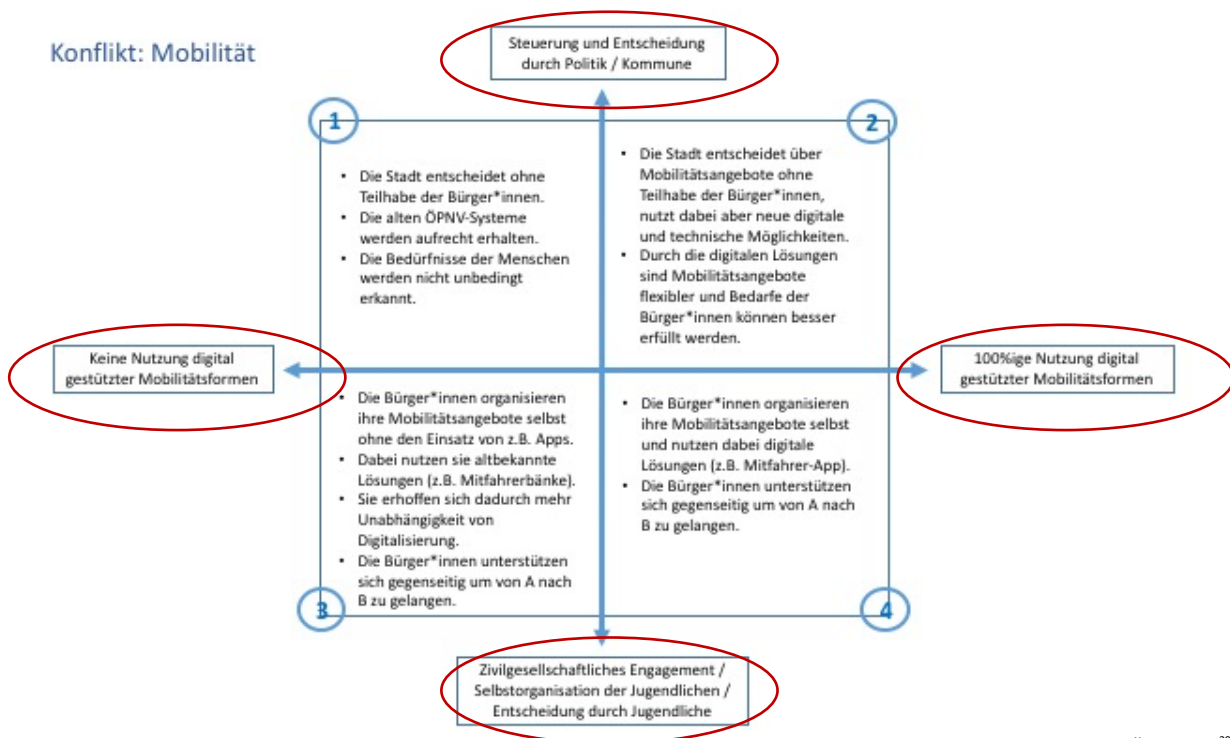 Konflikt: Mobilität
Steuerung und Entscheidung
durch Politik / Kommune
1
2
• Die Stadt entscheidet ohne
Teilhabe der Bürger*innen.
• Die alten ÖPNV-Systeme
werden aufrecht erhalten.
• Die Bedürfnisse der Menschen
werden nicht unbedingt
erkannt.
• Die Stadt entscheidet über
Mobilitätsangebote ohne
Teilhabe der Bürger*innen,
nutzt dabei aber neue digitale
und technische Möglichkeiten.
• Durch die digitalen Lösungen
sind Mobilitätsangebote
flexibler und Bedarfe der
Bürger*innen können besser
erfüllt werden.
Keine Nutzung digital
gestützter Mobilitätsformen
100%ige Nutzung digital
gestützter Mobilitätsformen
• Die Bürger*innen organisieren
ihre Mobilitätsangebote selbst
ohne den Einsatz von z.B. Apps.
• Dabei nutzen sie altbekannte
Lösungen (z.B. Mitfahrerbänke).
• Sie erhoffen sich dadurch mehr
Unabhängigkeit von
Digitalisierung.
• Die Bürger*innen unterstützen
sich gegenseitig um von A nach
B zu gelangen.
• Die Bürger*innen organisieren
ihre Mobilitätsangebote selbst
und nutzen dabei digitale
Lösungen (z.B. Mitfahrer-App).
• Die Bürger*innen unterstützen
sich gegenseitig um von A nach
B zu gelangen.
3
4
Zivilgesellschaftliches Engagement /
Selbstorganisation der Jugendlichen /
Entscheidung durch Jugendliche